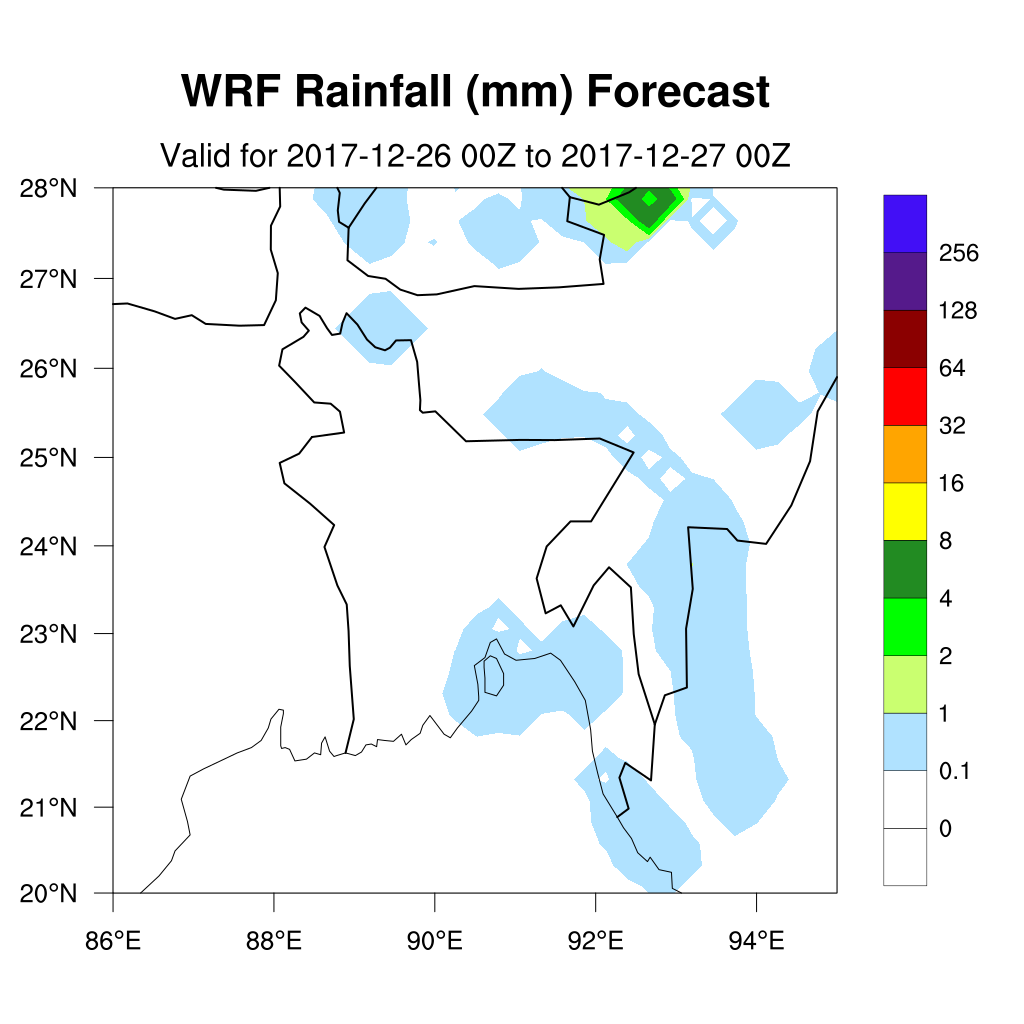 WRF Rainfall (mm) Forecast
Valid for 2017-12-26 00Z to 2017-12-27 00Z
28°N
27°N
26°N
25°N
24°N
23°N
22°N
21°N
20°N
86°E 88°E 90°E 92°E 94°E
256
128
64
32
16
8
4
2
1
0.1
0